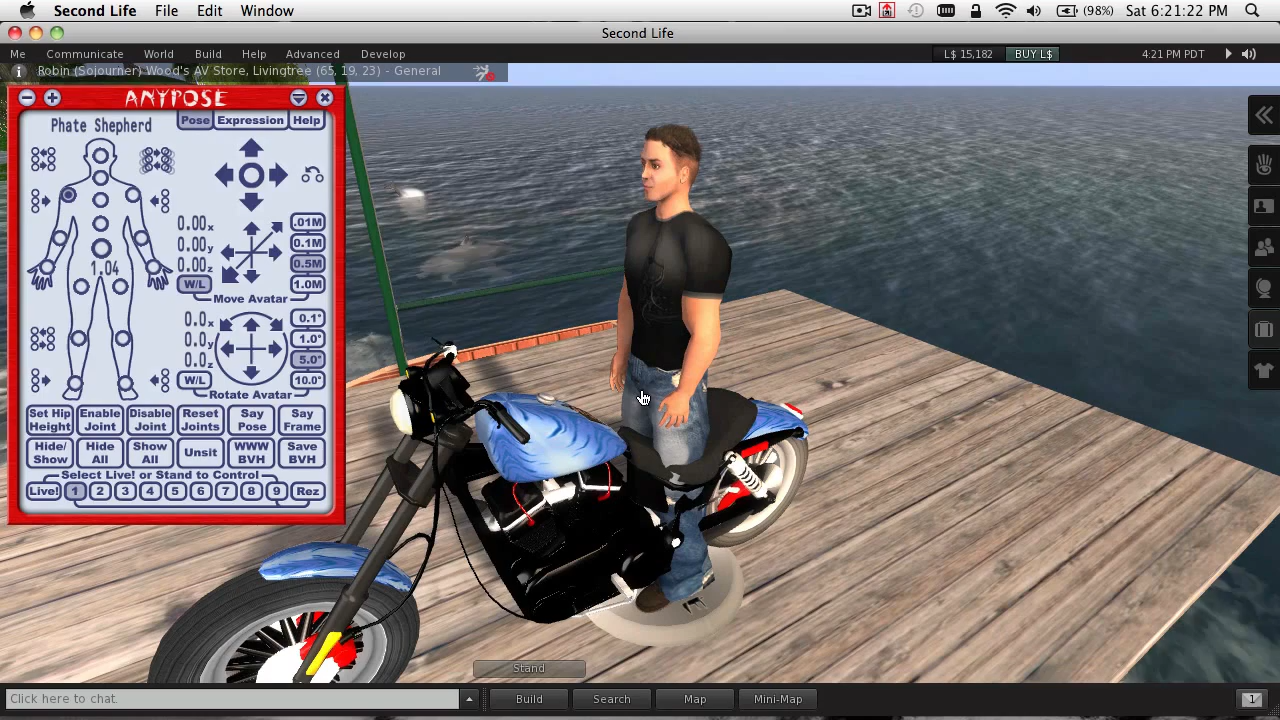 Second Life File Edit Window (98%) Sat 6:21:22 PM
Second Life
Me Communicate World Build Help Advanced Develop L$ 15,182 BUY L$ 4:21 PM PDT
Robin (Sojourner) Wood's AV Store, Livingtree (65, 19, 23) - General
ANYPOSE
Phate Shepherd Pose Expression Help
0.00x .01M
0.00y 0.1M
0.00z 0.5M
1.04
W/L 1.0M
Move Avatar
0.0x 0.1°
0.0y 1.0°
0.0z 5.0°
W/L 10.0°
Rotate Avatar
Set Hip Height Enable Joint Disable Joint Reset Joints Say Pose Say Frame
Hide/Show Hide All Show All Unsit WWW BVH Save BVH
Select Live! or Stand to Control
Live! 1 2 3 4 5 6 7 8 9 Rez
Stand
Click here to chat. Build Search Map Mini-Map 1